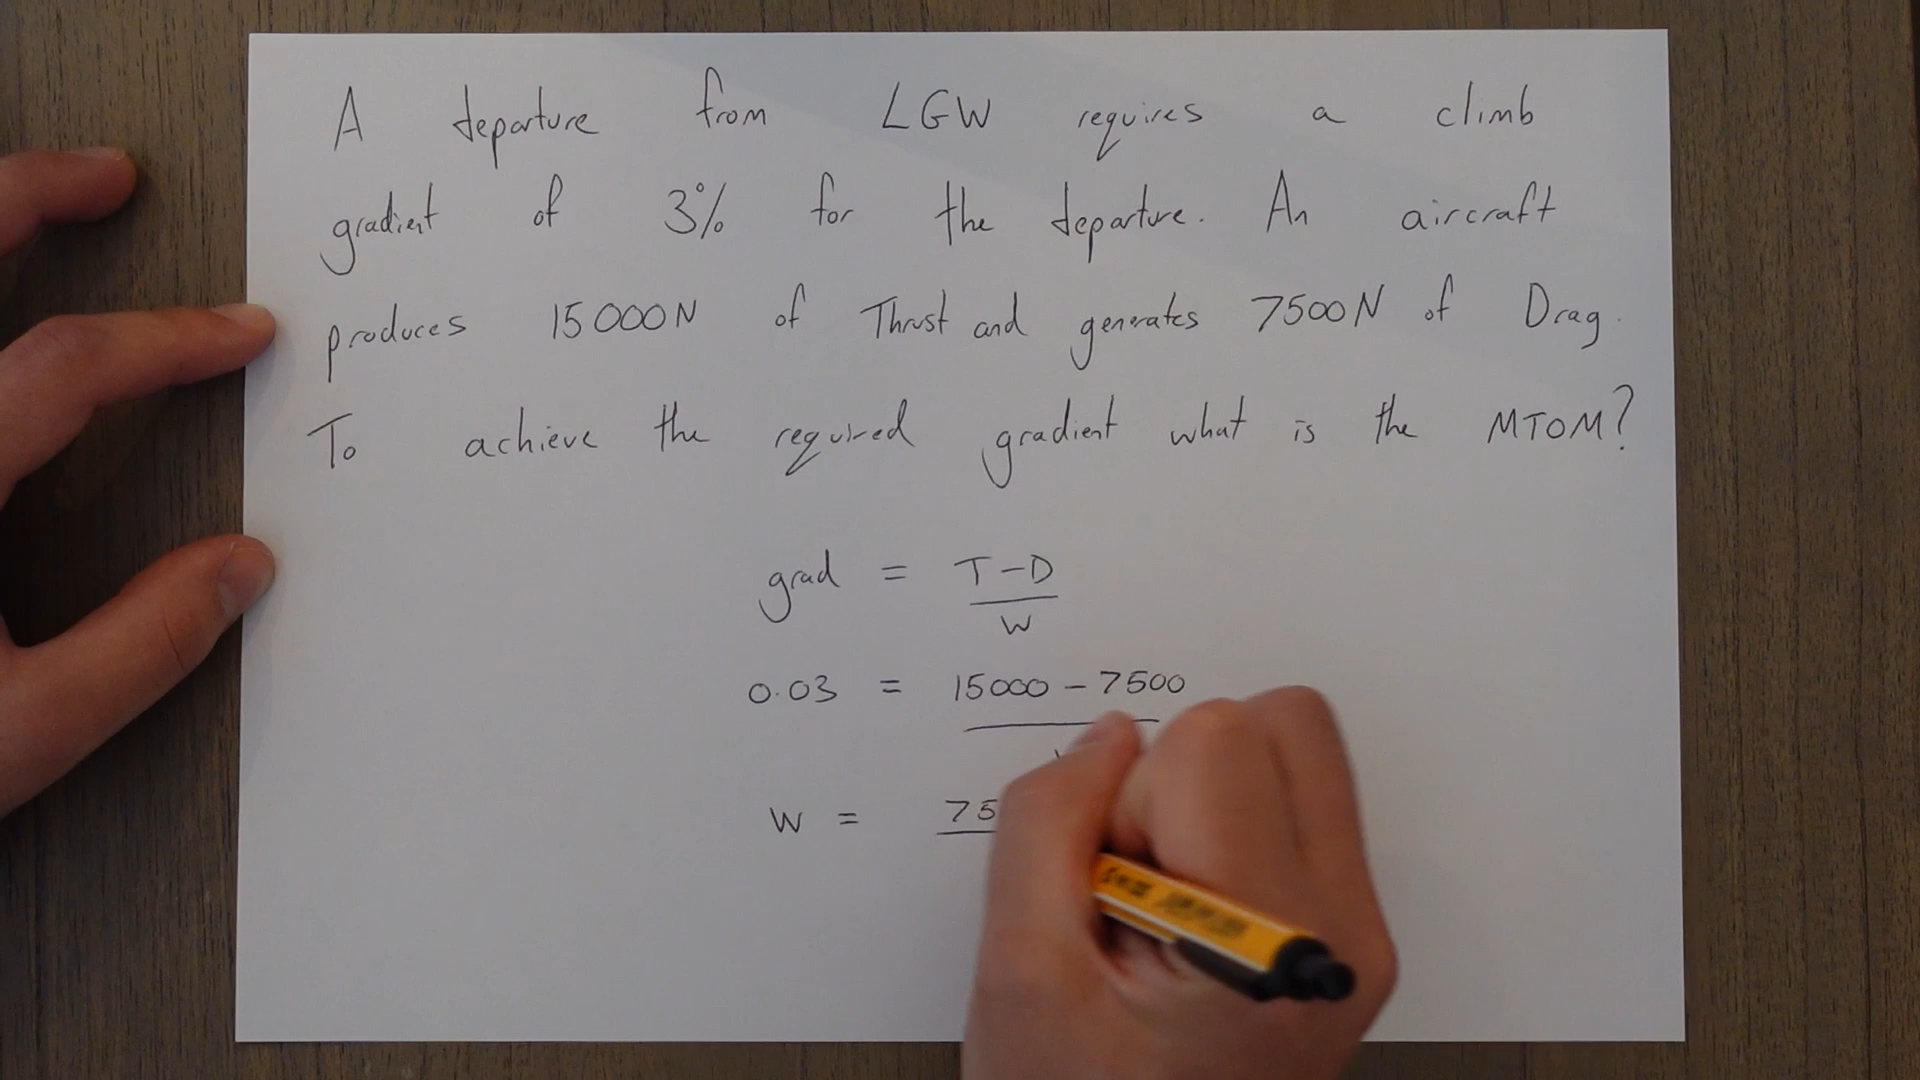 A departure from LGW requires a climb
gradient of 3% for the departure. An aircraft
produces 15000N of Thrust and generates 7500N of Drag.
To achieve the required gradient what is the MTOM?
grad = T-D
W
0.03 = 15000 - 7500
W = 75